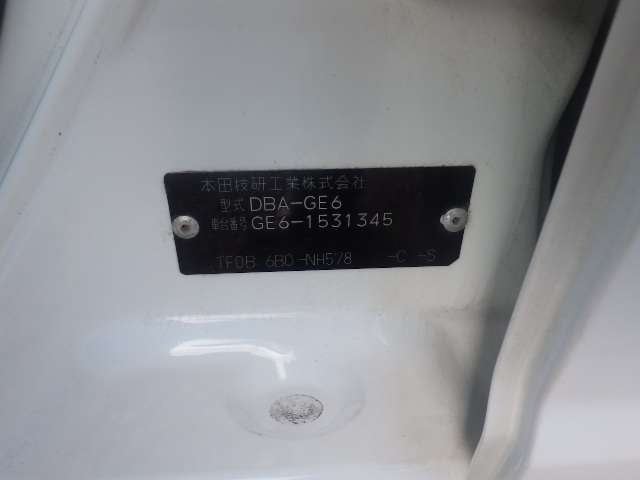 本田技研工業株式会社
型式 DBA-GE6
車台番号 GE6-1531345
TF0B 6B0-NH578 -C -S